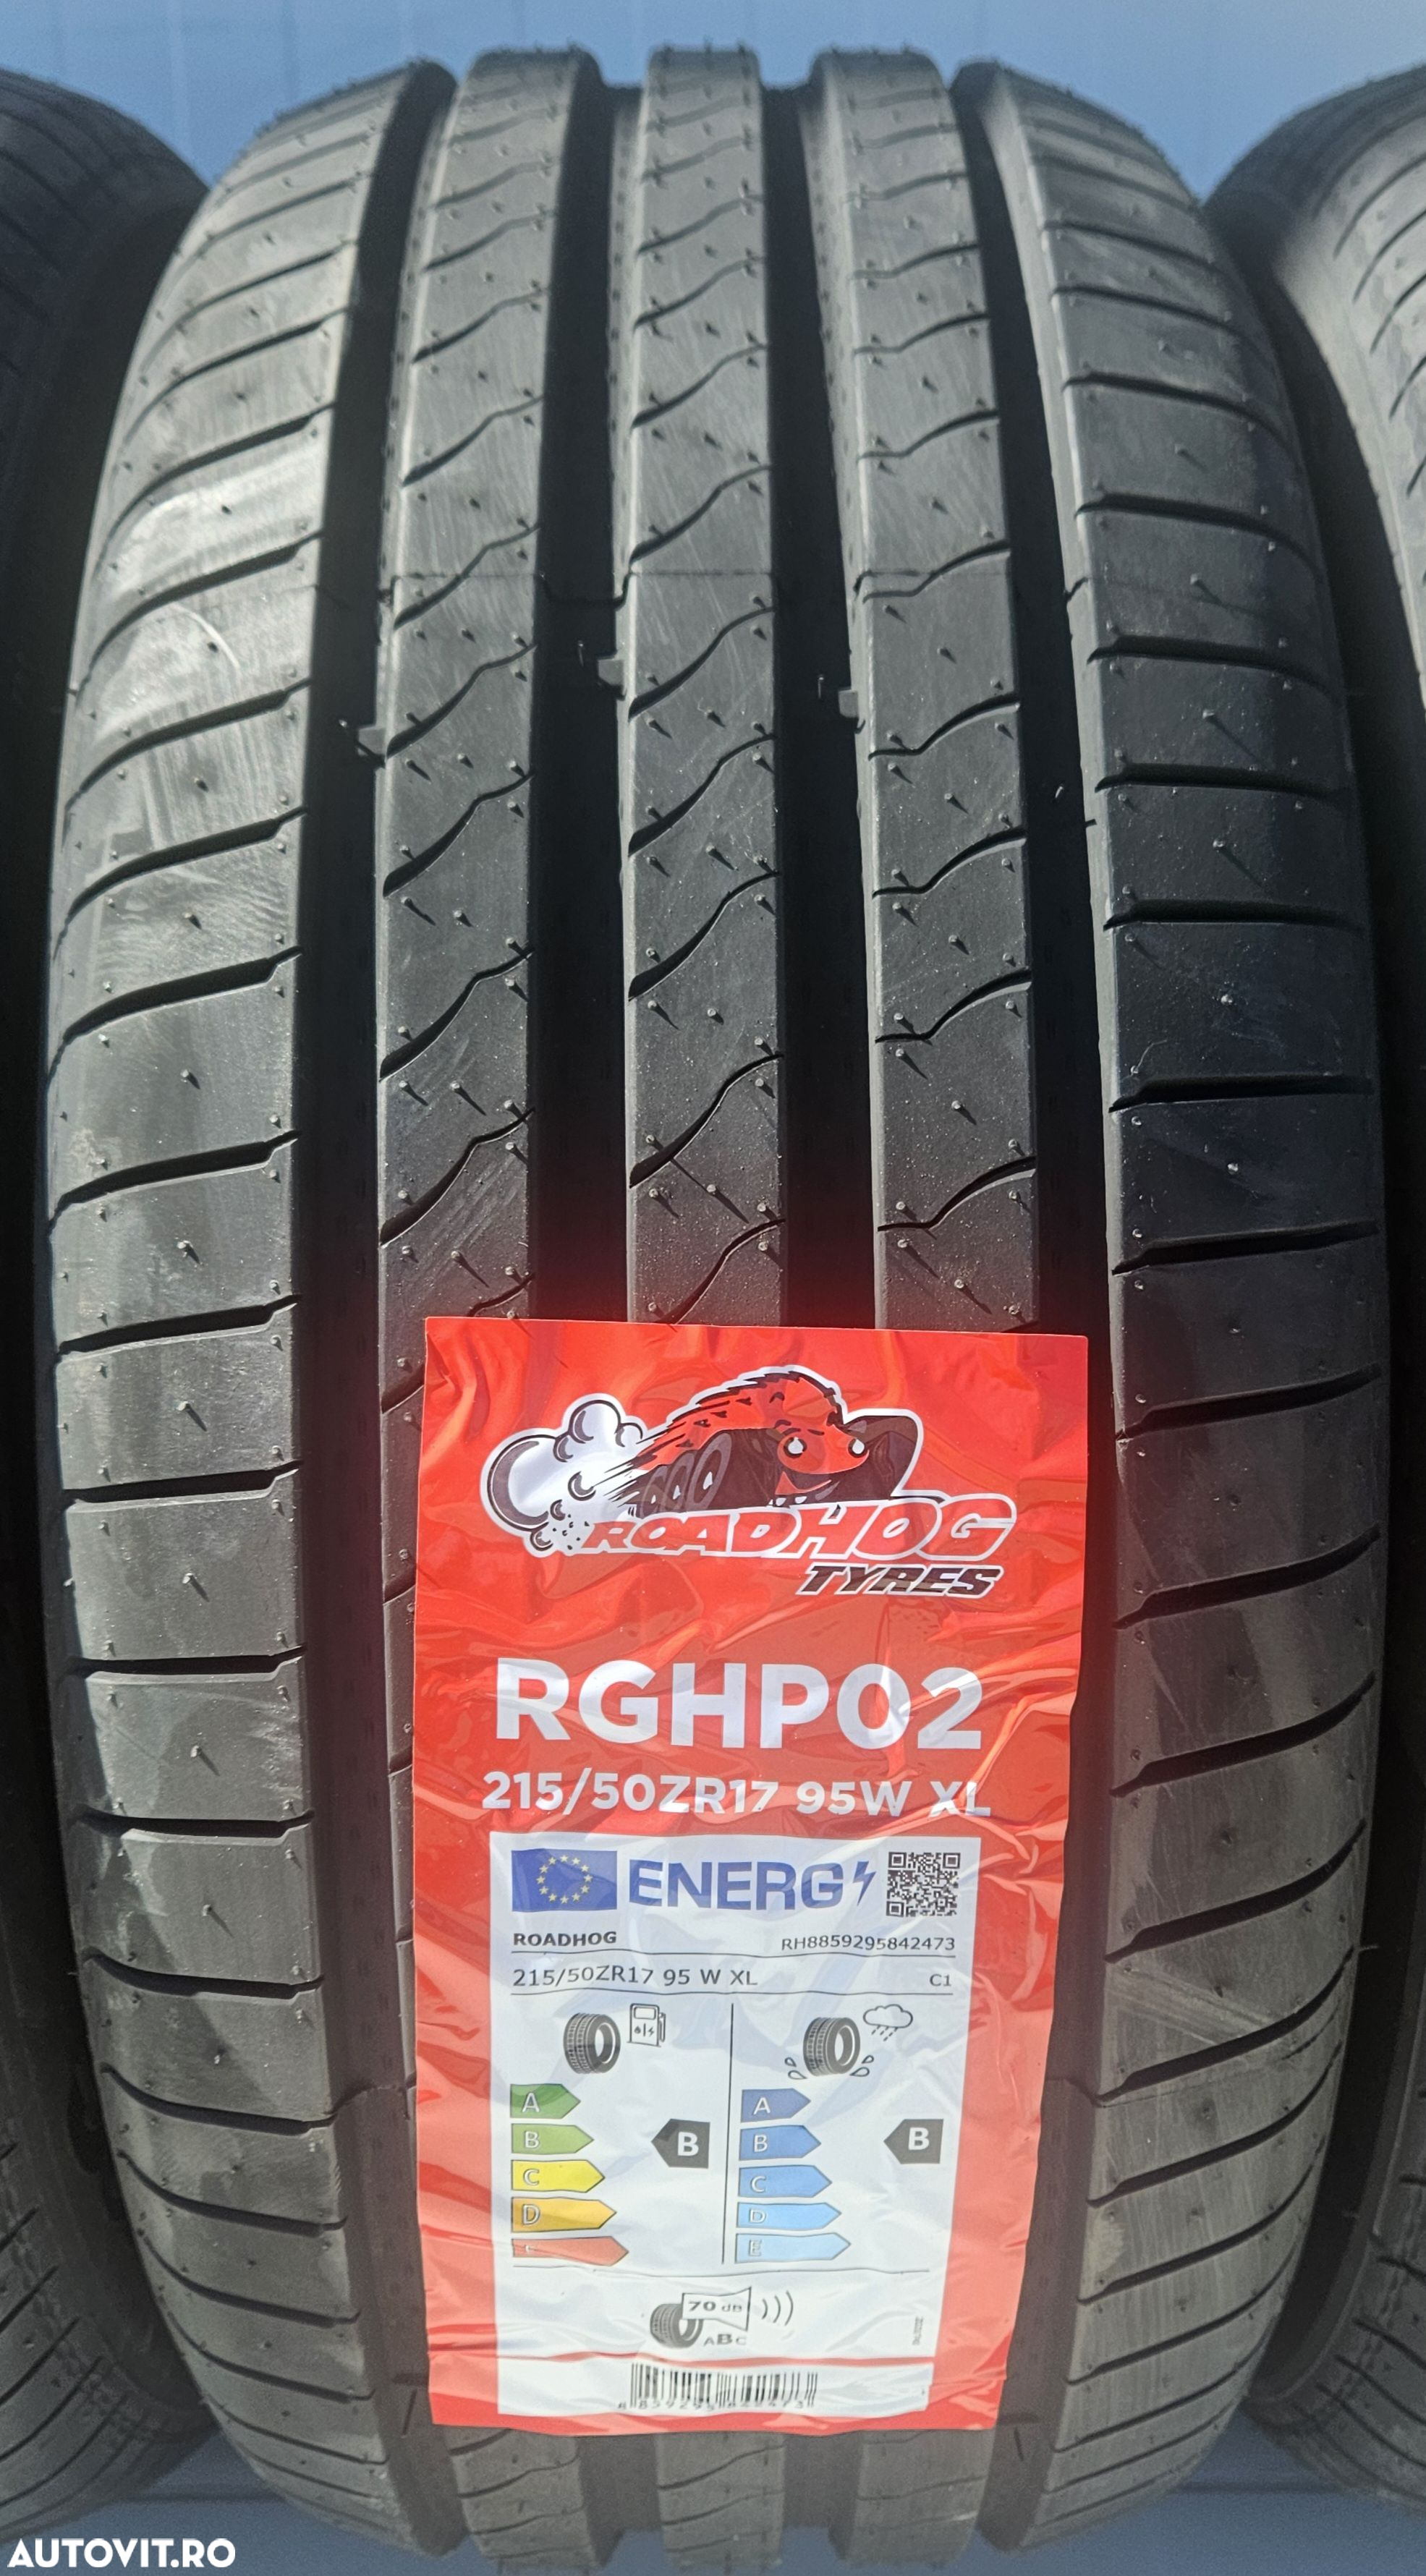 ROADHOG
TYRES
RGHP02
215/50ZR17 95W XL
ENERG
ROADHOG RH8859295842473
215/50ZR17 95 W XL C1
A
B
C
D
B
A
B
C
D
E
B
70 dB
ABC
AUTOVIT.RO